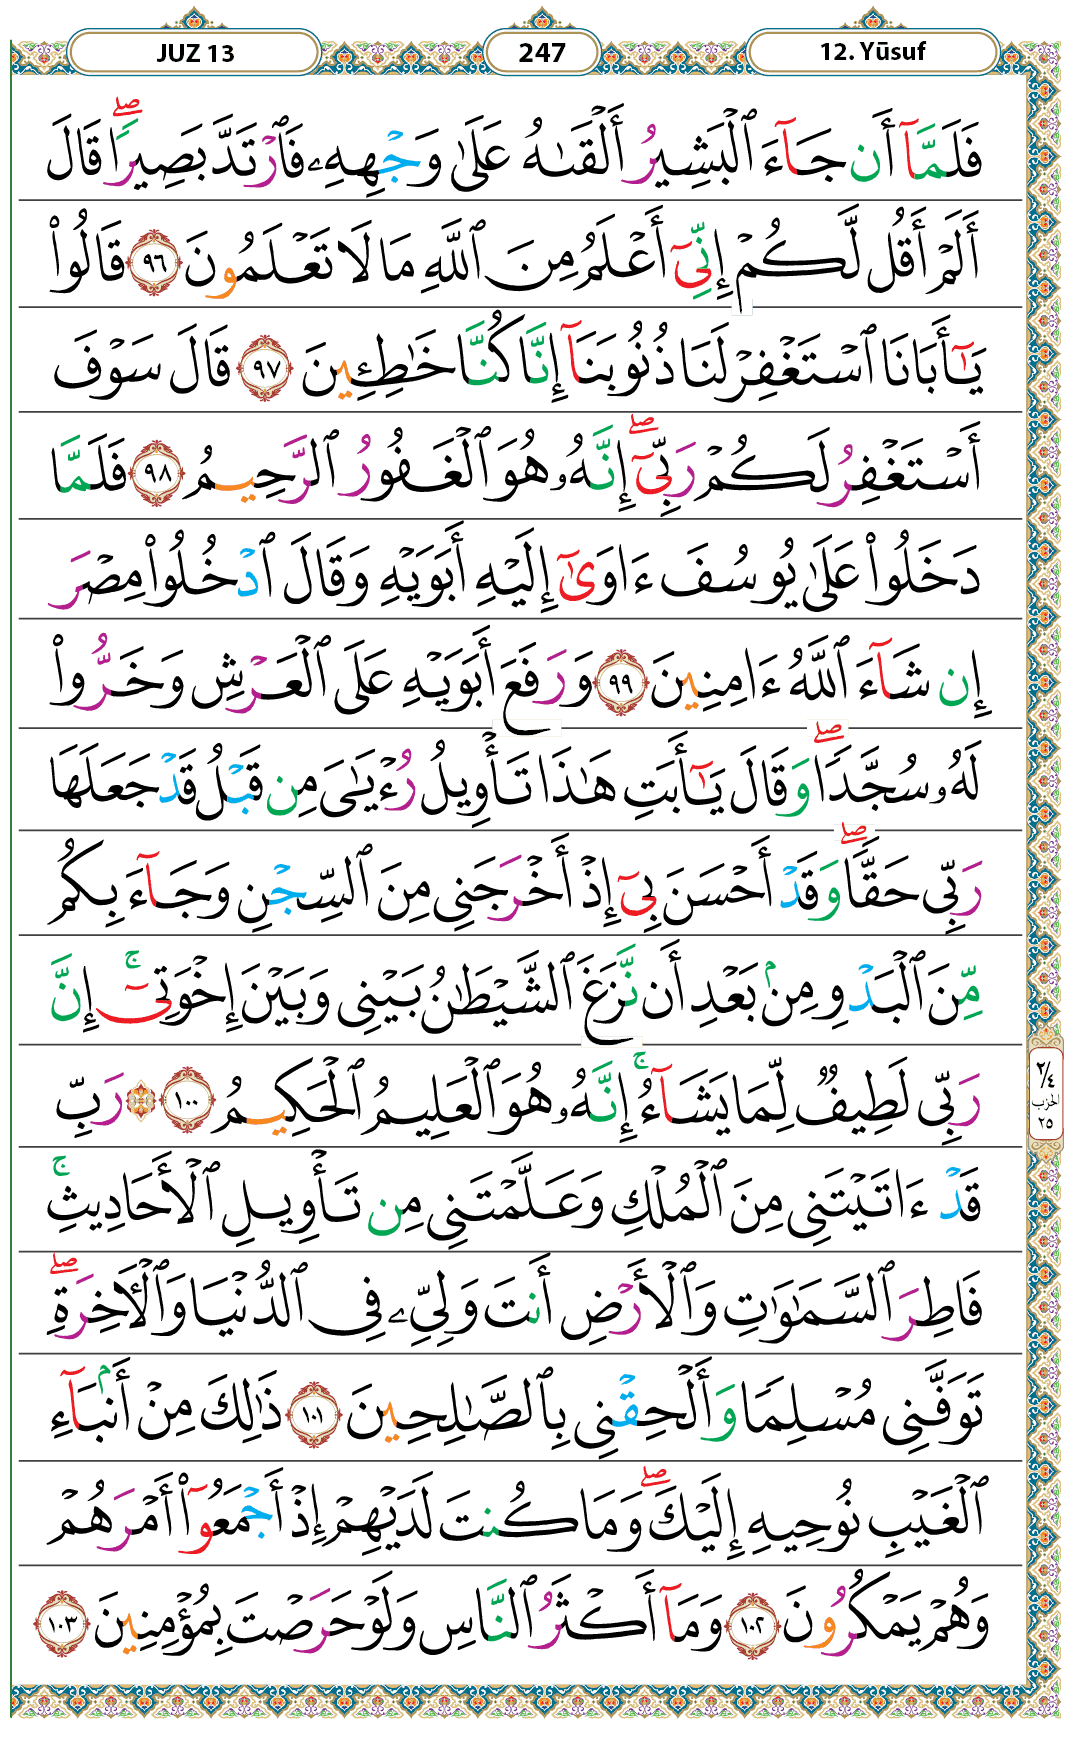 JUZ 13 247 12. Yūsuf
فَلَمَّآ أَن جَآءَ ٱلْبَشِيرُ أَلْقَىٰهُ عَلَىٰ وَجْهِهِۦ فَٱرْتَدَّ بَصِيرًا ۖ قَالَ
أَلَمْ أَقُل لَّكُمْ إِنِّىٓ أَعْلَمُ مِنَ ٱللَّهِ مَا لَا تَعْلَمُونَ ٩٦ قَالُوا۟
يَـٰٓأَبَانَا ٱسْتَغْفِرْ لَنَا ذُنُوبَنَآ إِنَّا كُنَّا خَـٰطِـِٔينَ ٩٧ قَالَ سَوْفَ
أَسْتَغْفِرُ لَكُمْ رَبِّىٓ ۖ إِنَّهُۥ هُوَ ٱلْغَفُورُ ٱلرَّحِيمُ ٩٨ فَلَمَّا
دَخَلُوا۟ عَلَىٰ يُوسُفَ ءَاوَىٰٓ إِلَيْهِ أَبَوَيْهِ وَقَالَ ٱدْخُلُوا۟ مِصْرَ
إِن شَآءَ ٱللَّهُ ءَامِنِينَ ٩٩ وَرَفَعَ أَبَوَيْهِ عَلَى ٱلْعَرْشِ وَخَرُّوا۟
لَهُۥ سُجَّدًا ۖ وَقَالَ يَـٰٓأَبَتِ هَـٰذَا تَأْوِيلُ رُءْيَـٰىَ مِن قَبْلُ قَدْ جَعَلَهَا
رَبِّى حَقًّا ۖ وَقَدْ أَحْسَنَ بِىٓ إِذْ أَخْرَجَنِى مِنَ ٱلسِّجْنِ وَجَآءَ بِكُم
مِّنَ ٱلْبَدْوِ مِنۢ بَعْدِ أَن نَّزَغَ ٱلشَّيْطَـٰنُ بَيْنِى وَبَيْنَ إِخْوَتِىٓ ۚ إِنَّ
رَبِّى لَطِيفٌ لِّمَا يَشَآءُ ۚ إِنَّهُۥ هُوَ ٱلْعَلِيمُ ٱلْحَكِيمُ ١٠٠ ۞ رَبِّ
قَدْ ءَاتَيْتَنِى مِنَ ٱلْمُلْكِ وَعَلَّمْتَنِى مِن تَأْوِيلِ ٱلْأَحَادِيثِ ۚ
فَاطِرَ ٱلسَّمَـٰوَٰتِ وَٱلْأَرْضِ أَنتَ وَلِىِّۦ فِى ٱلدُّنْيَا وَٱلْـَٔاخِرَةِ ۖ
تَوَفَّنِى مُسْلِمًا وَأَلْحِقْنِى بِٱلصَّـٰلِحِينَ ١٠١ ذَٰلِكَ مِنْ أَنۢبَآءِ
ٱلْغَيْبِ نُوحِيهِ إِلَيْكَ ۖ وَمَا كُنتَ لَدَيْهِمْ إِذْ أَجْمَعُوٓا۟ أَمْرَهُمْ
وَهُمْ يَمْكُرُونَ ١٠٢ وَمَآ أَكْثَرُ ٱلنَّاسِ وَلَوْ حَرَصْتَ بِمُؤْمِنِينَ ١٠٣
٢/٤
الحزب
٢٥